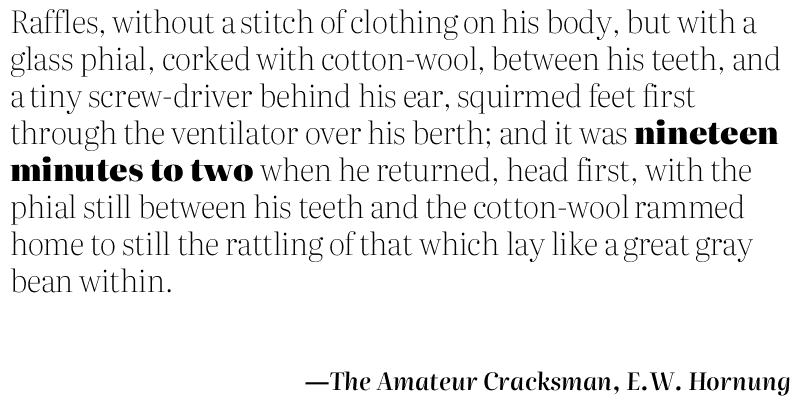 Raffles, without a stitch of clothing on his body, but with a
glass phial, corked with cotton-wool, between his teeth, and
a tiny screw-driver behind his ear, squirmed feet first
through the ventilator over his berth; and it was nineteen
minutes to two when he returned, head first, with the
phial still between his teeth and the cotton-wool rammed
home to still the rattling of that which lay like a great gray
bean within.
—The Amateur Cracksman, E.W. Hornung